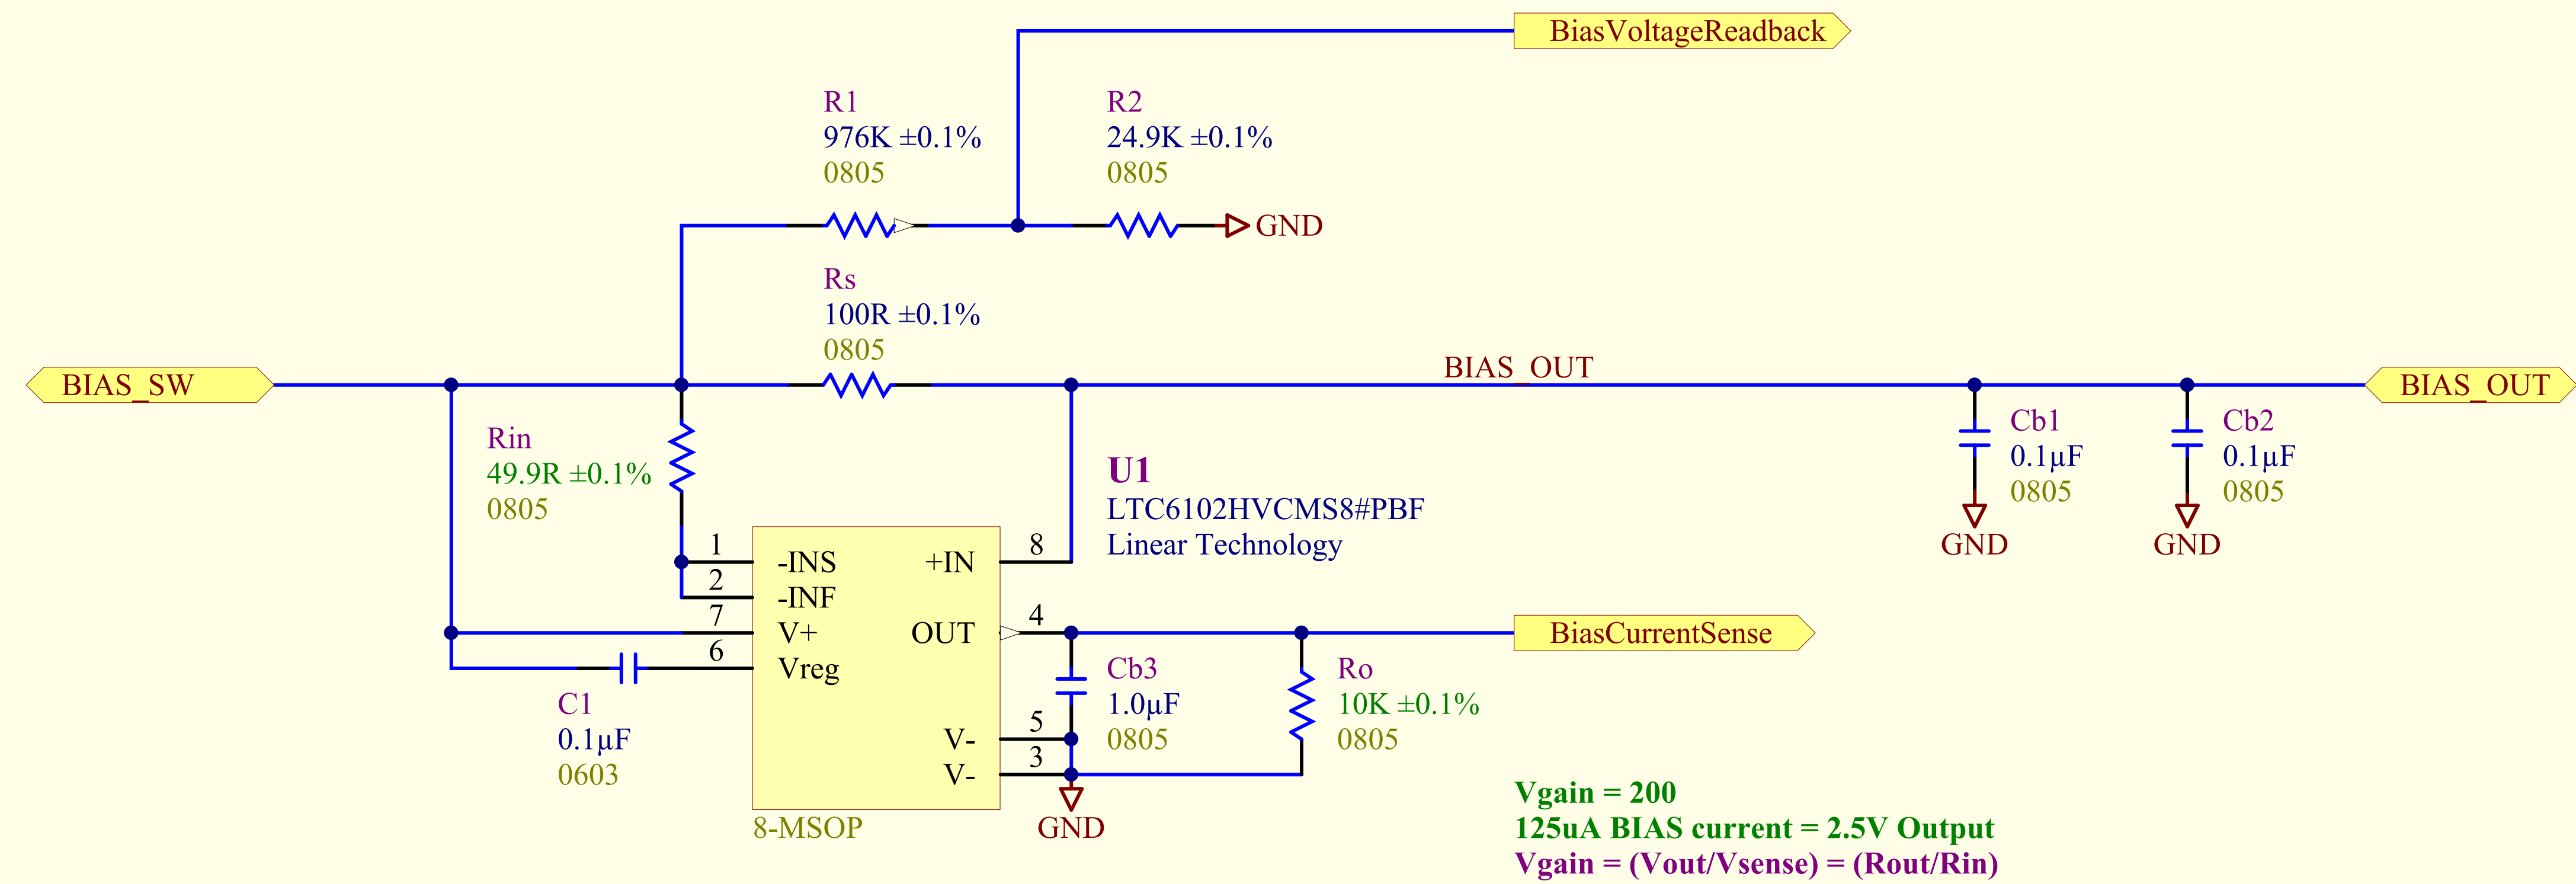 BiasVoltageReadback
R1
976K ±0.1%
0805
R2
24.9K ±0.1%
0805
GND
Rs
100R ±0.1%
0805
BIAS_SW
BIAS_OUT
BIAS_OUT
Rin
49.9R ±0.1%
0805
Cb1
0.1µF
0805
GND
Cb2
0.1µF
0805
GND
U1
LTC6102HVCMS8#PBF
Linear Technology
1
-INS
2
-INF
7
V+
6
Vreg
+IN
8
OUT
4
V-
5
V-
3
8-MSOP
C1
0.1µF
0603
BiasCurrentSense
Cb3
1.0µF
0805
Ro
10K ±0.1%
0805
GND
Vgain = 200
125uA BIAS current = 2.5V Output
Vgain = (Vout/Vsense) = (Rout/Rin)